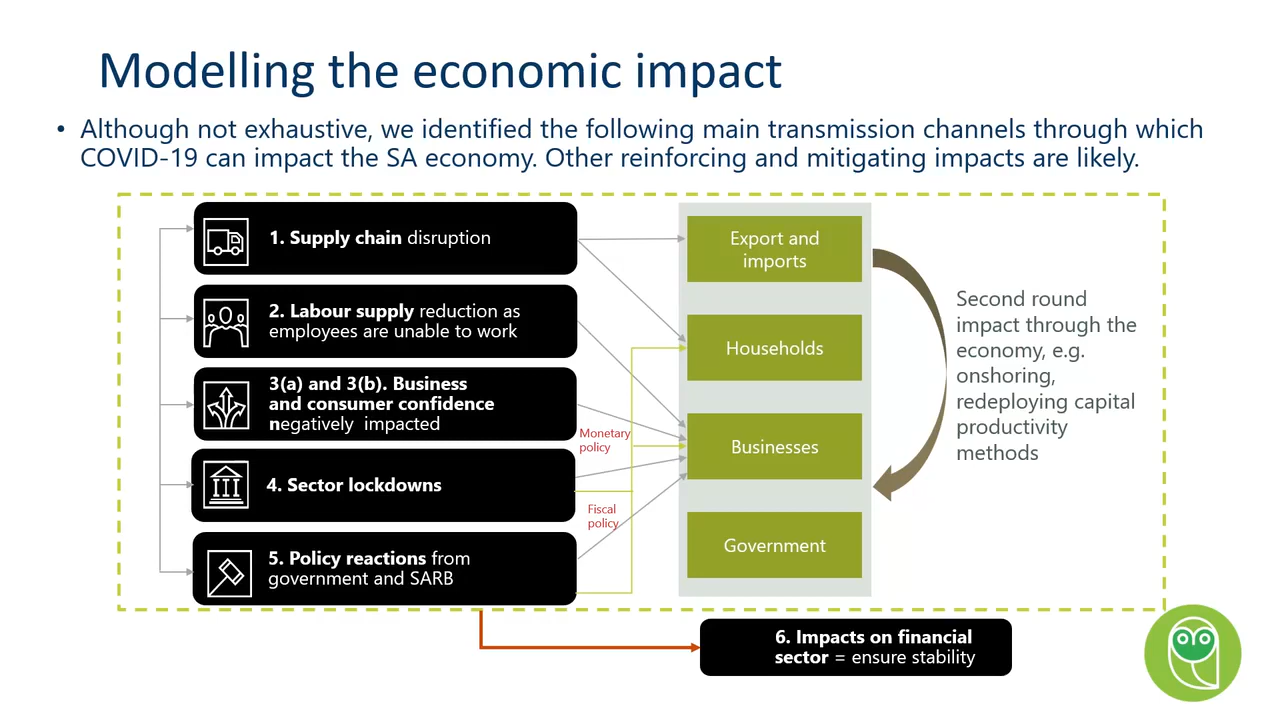 Modelling the economic impact
• Although not exhaustive, we identified the following main transmission channels through which
COVID-19 can impact the SA economy. Other reinforcing and mitigating impacts are likely.
1. Supply chain disruption
2. Labour supply reduction as
employees are unable to work
3(a) and 3(b). Business
and consumer confidence
negatively impacted
4. Sector lockdowns
5. Policy reactions from
government and SARB
Monetary
policy
Fiscal
policy
Export and
imports
Households
Businesses
Government
Second round
impact through the
economy, e.g.
onshoring,
redeploying capital
productivity
methods
6. Impacts on financial
sector = ensure stability